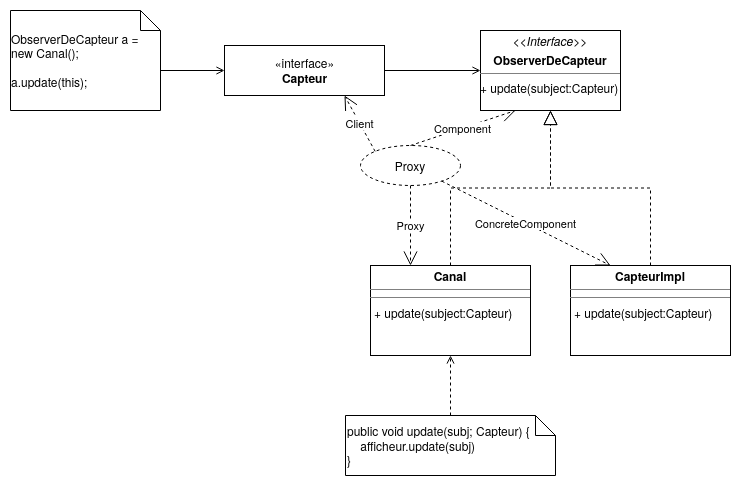 ObserverDeCapteur a =
new Canal();
a.update(this);
«interface»
Capteur
<<Interface>>
ObserverDeCapteur
+ update(subject:Capteur)
Client
Component
Proxy
Proxy
ConcreteComponent
Canal
+ update(subject:Capteur)
CapteurImpl
+ update(subject:Capteur)
public void update(subj; Capteur) {
afficheur.update(subj)
}